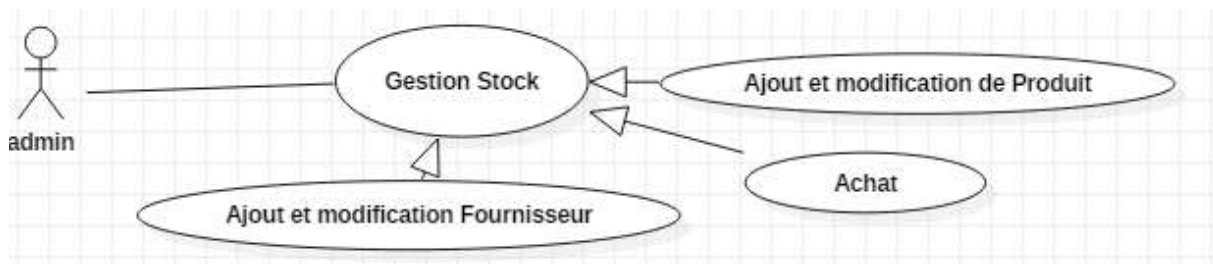 Gestion Stock
Ajout et modification de Produit
admin
Achat
Ajout et modification Fournisseur